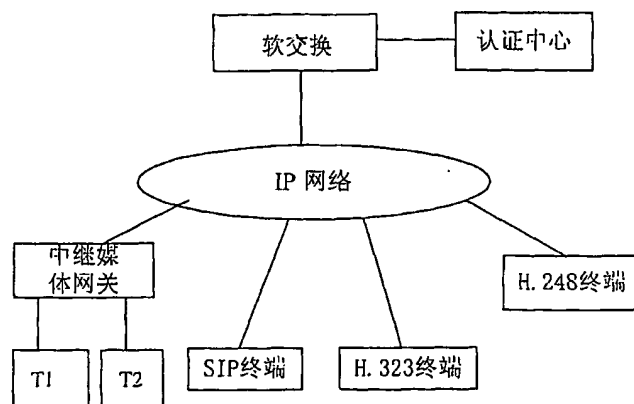 软交换
认证中心
IP 网络
中继媒
体网关
H.248终端
T1
T2
SIP终端
H.323终端